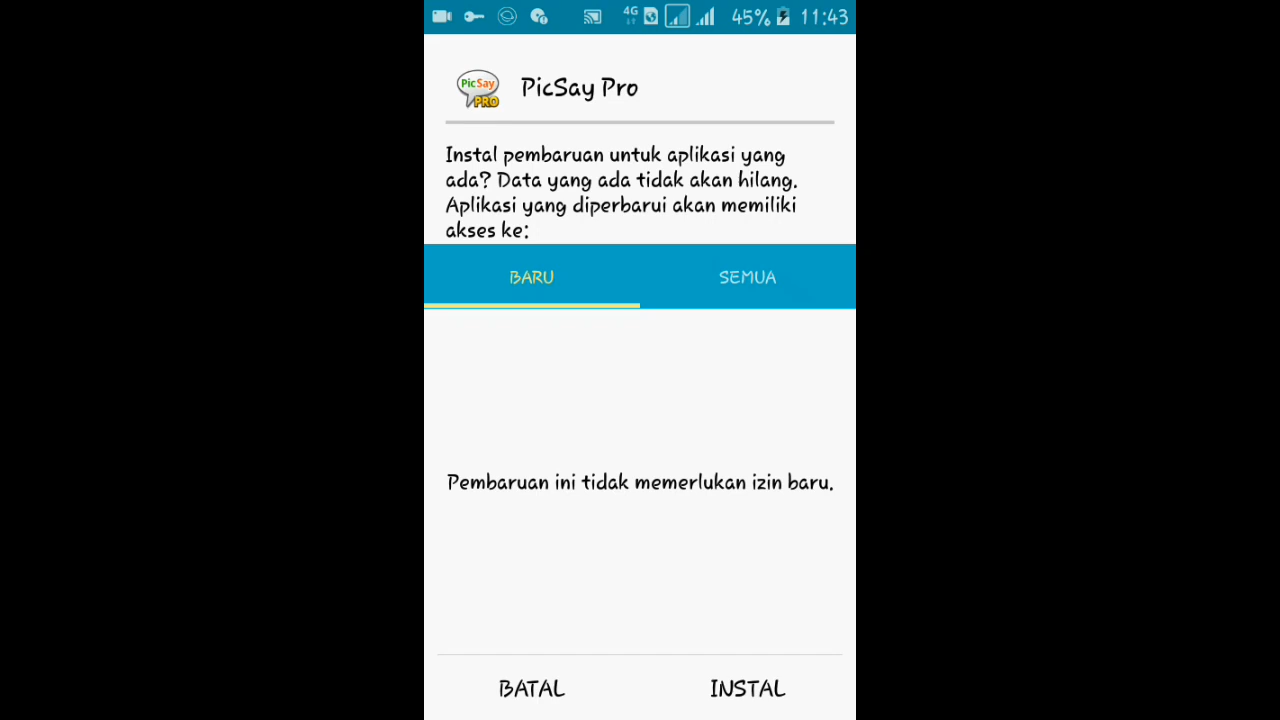 4G 45% 11:43
PicSay PRO
PicSay Pro
Instal pembaruan untuk aplikasi yang
ada? Data yang ada tidak akan hilang.
Aplikasi yang diperbarui akan memiliki
akses ke:
BARU SEMUA
Pembaruan ini tidak memerlukan izin baru.
BATAL INSTAL